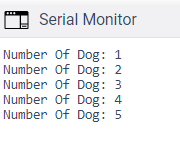 Serial Monitor
Number Of Dog: 1
Number Of Dog: 2
Number Of Dog: 3
Number Of Dog: 4
Number Of Dog: 5